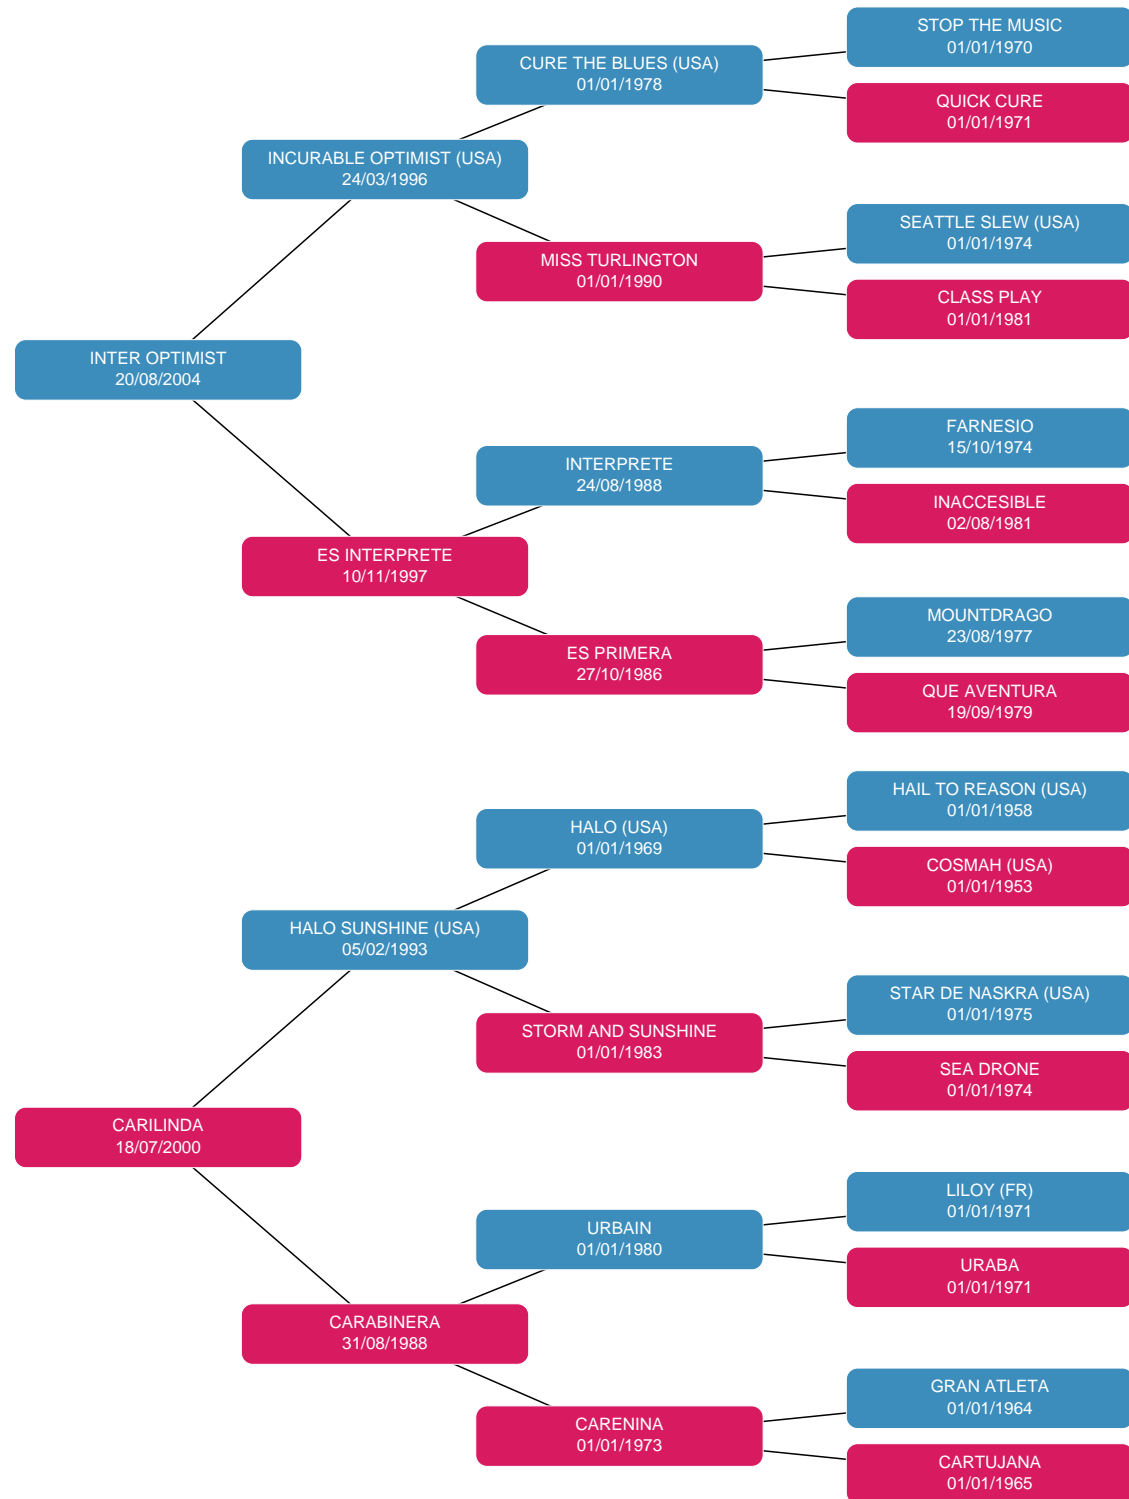 STOP THE MUSIC
01/01/1970
CURE THE BLUES (USA)
01/01/1978
QUICK CURE
01/01/1971
INCURABLE OPTIMIST (USA)
24/03/1996
SEATTLE SLEW (USA)
01/01/1974
MISS TURLINGTON
01/01/1990
CLASS PLAY
01/01/1981
INTER OPTIMIST
20/08/2004
FARNESIO
15/10/1974
INTERPRETE
24/08/1988
INACCESIBLE
02/08/1981
ES INTERPRETE
10/11/1997
MOUNTDRAGO
23/08/1977
ES PRIMERA
27/10/1986
QUE AVENTURA
19/09/1979
HAIL TO REASON (USA)
01/01/1958
HALO (USA)
01/01/1969
COSMAH (USA)
01/01/1953
HALO SUNSHINE (USA)
05/02/1993
STAR DE NASKRA (USA)
01/01/1975
STORM AND SUNSHINE
01/01/1983
SEA DRONE
01/01/1974
CARILINDA
18/07/2000
LILOY (FR)
01/01/1971
URBAIN
01/01/1980
URABA
01/01/1971
CARABINERA
31/08/1988
GRAN ATLETA
01/01/1964
CARENINA
01/01/1973
CARTUJANA
01/01/1965